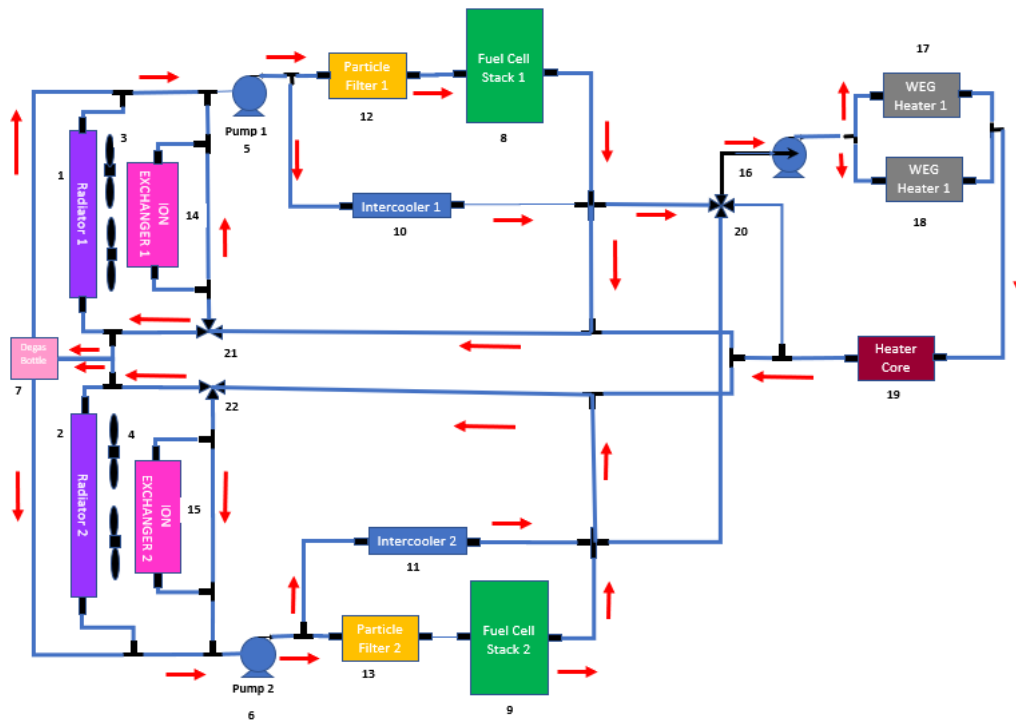 17
Fuel Cell
Stack 1
8
Particle
Filter 1
12
WEG
Heater 1
Pump 1
5
3
1
Radiator 1
ION
EXCHANGER 1
14
16
WEG
Heater 1
18
Intercooler 1
10
20
21
Degas
Bottle
7
Heater
Core
19
22
2
Radiator 2
4
ION
EXCHANGER 2
15
Intercooler 2
11
Particle
Filter 2
13
Fuel Cell
Stack 2
9
Pump 2
6